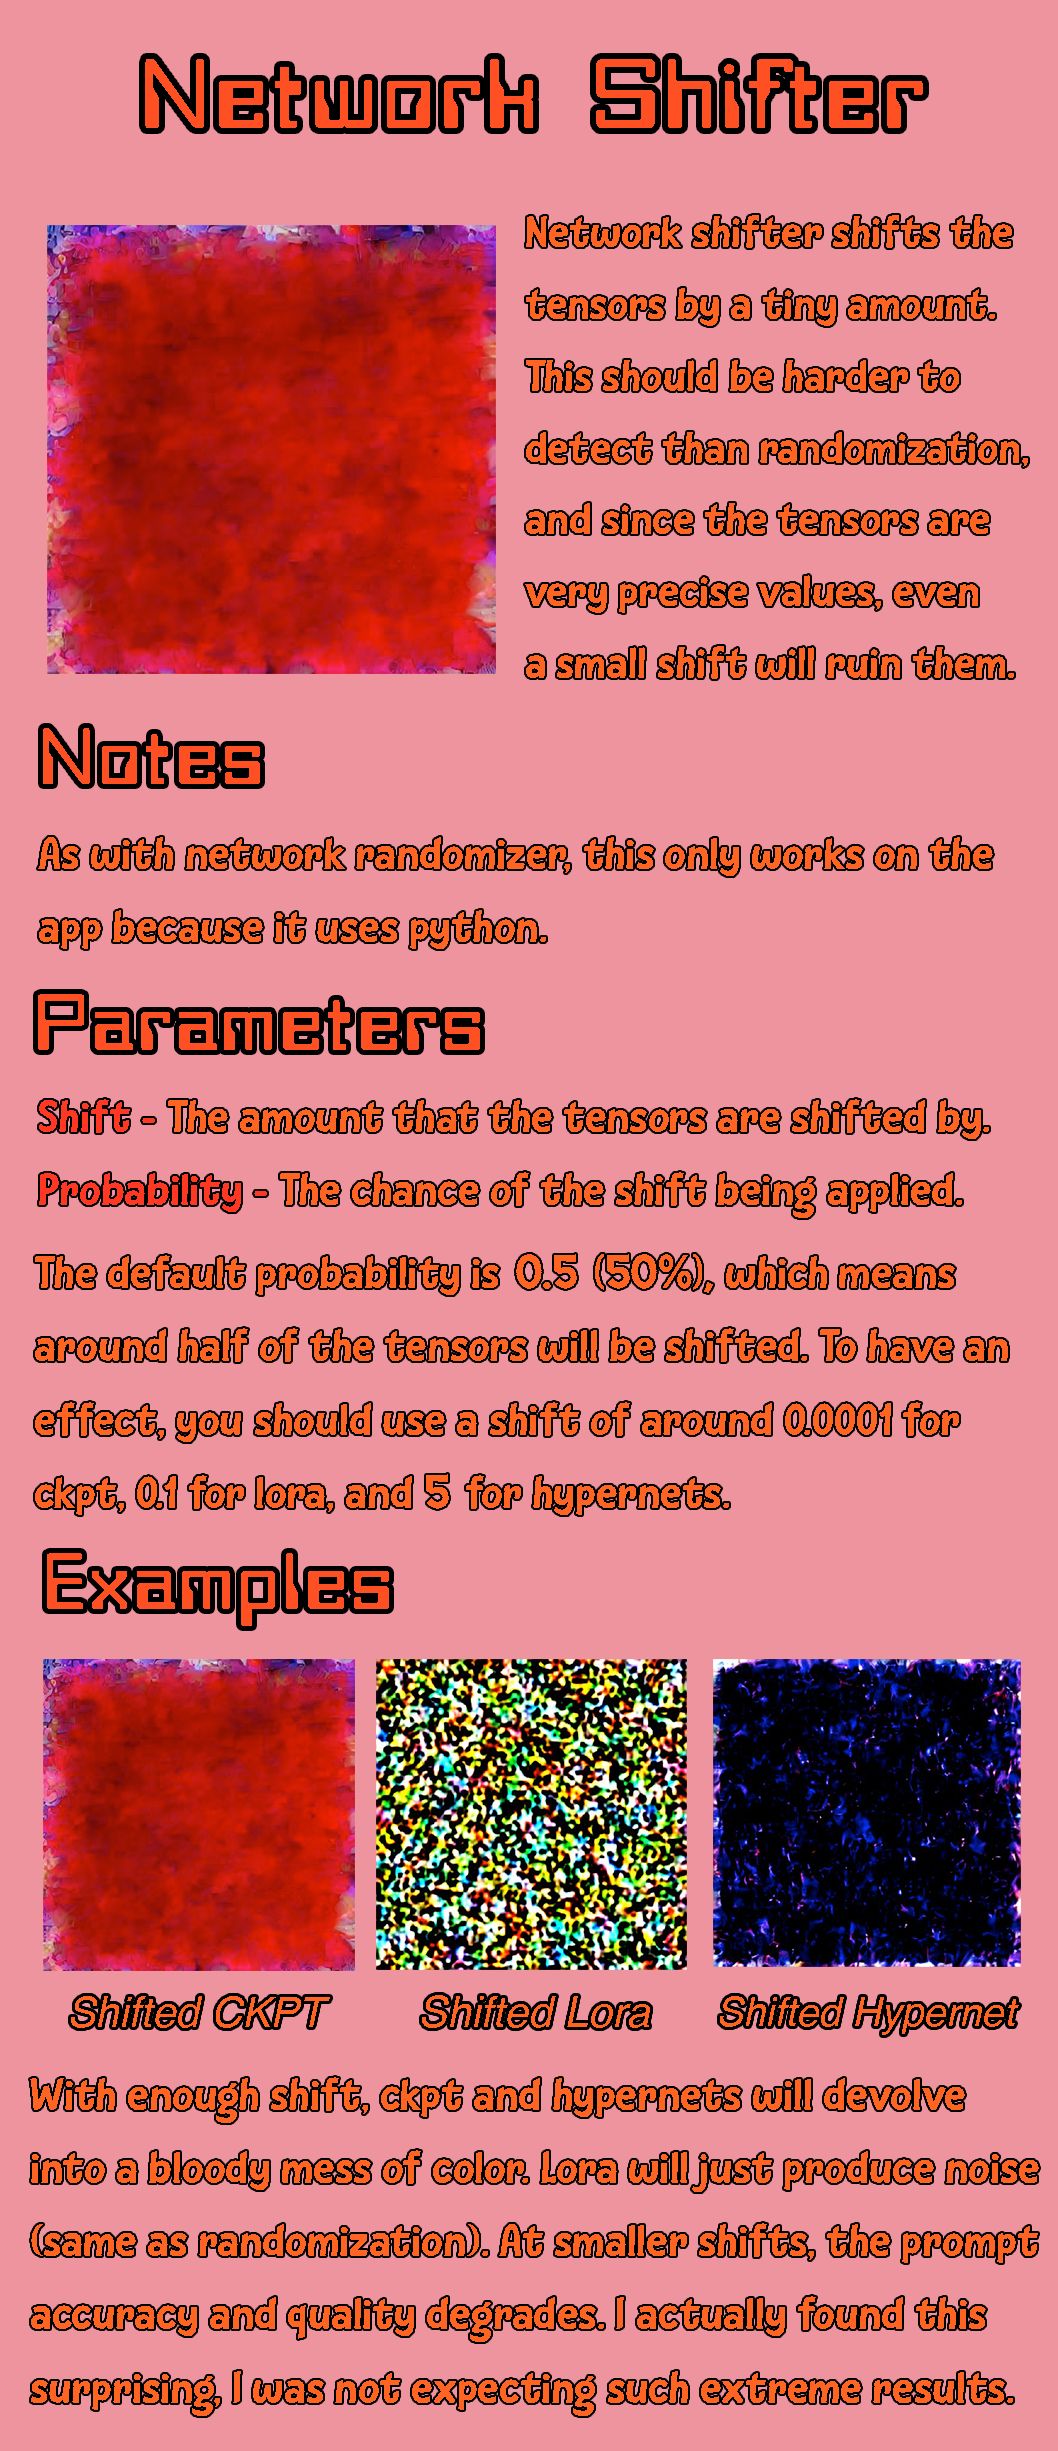 Network Shifter
Network shifter shifts the
tensors by a tiny amount.
This should be harder to
detect than randomization,
and since the tensors are
very precise values, even
a small shift will ruin them.
Notes
As with network randomizer, this only works on the
app because it uses python.
Parameters
Shift - The amount that the tensors are shifted by.
Probability - The chance of the shift being applied.
The default probability is 0.5 (50%), which means
around half of the tensors will be shifted. To have an
effect, you should use a shift of around 0.0001 for
ckpt, 0.1 for lora, and 5 for hypernets.
Examples
Shifted CKPT
Shifted Lora
Shifted Hypernet
With enough shift, ckpt and hypernets will devolve
into a bloody mess of color. Lora will just produce noise
(same as randomization). At smaller shifts, the prompt
accuracy and quality degrades. I actually found this
surprising, I was not expecting such extreme results.